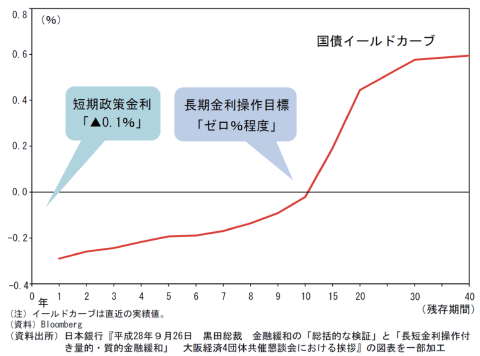 (％)
0.8
0.6
0.4
0.2
0.0
-0.2
-0.4
国債イールドカーブ
短期政策金利
「▲0.1％」
長期金利操作目標
「ゼロ％程度」
0 1 2 3 4 5 6 7 8 9 10 15 20 30 40
年
(残存期間)
(注) イールドカーブは直近の実績値。
(資料) Bloomberg
(資料出所) 日本銀行『平成28年９月26日　黒田総裁　金融緩和の「総括的な検証」と「長短金利操作付
き量的・質的金融緩和」　大阪経済4団体共催懇談会における挨拶』の図表を一部加工